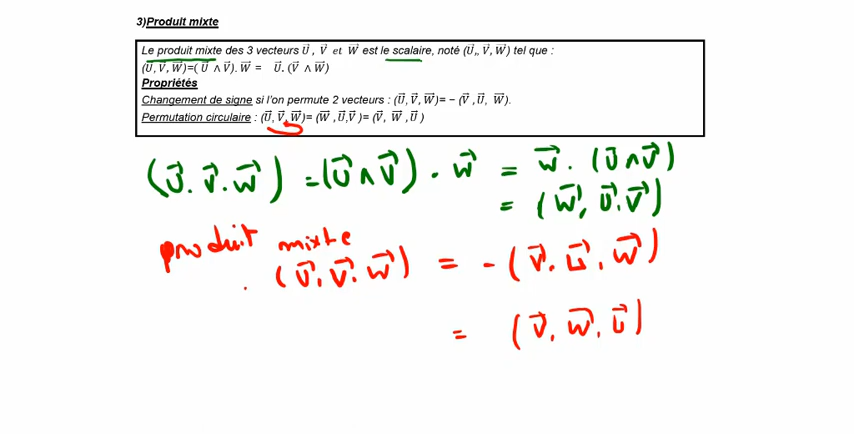 3)Produit mixte
Le produit mixte des 3 vecteurs U⃗ , V⃗ et W⃗ est le scalaire, noté (U⃗,, V⃗, W⃗) tel que :
(U⃗, V⃗, W⃗)=( U⃗ ∧ V⃗). W⃗ = U⃗. (V⃗ ∧ W⃗)
Propriétés
Changement de signe si l'on permute 2 vecteurs : (U⃗, V⃗, W⃗)= − (V⃗ , U⃗, W⃗).
Permutation circulaire : (U⃗, V⃗, W⃗)= (W⃗ , U⃗,V⃗ )= (V⃗, W⃗ ,U⃗ )
(U⃗. V⃗. W⃗) = (U⃗ ∧ V⃗) · W⃗ = W⃗ . (U⃗ ∧ V⃗)
= (W⃗, U⃗. V⃗)
produit mixte
(U⃗, V⃗. W⃗) = - (V⃗. U⃗, W⃗)
= (V⃗, W⃗, U⃗)